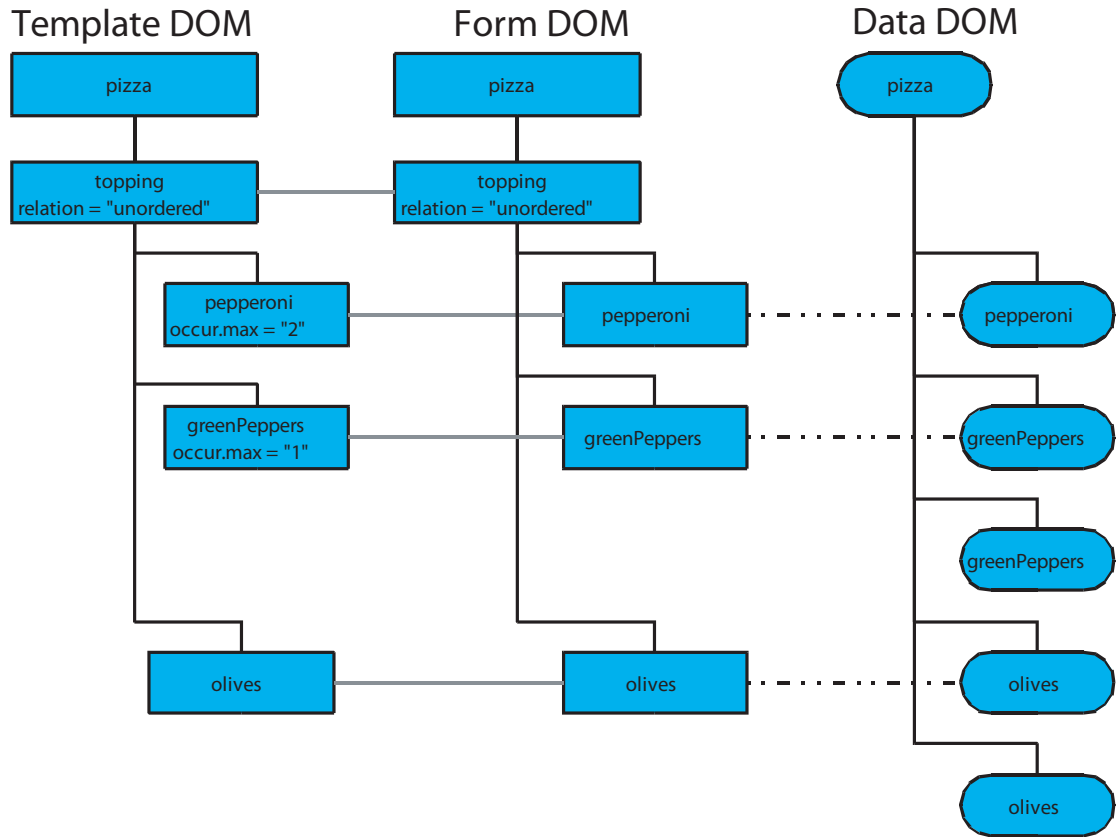 Template DOM
Form DOM
Data DOM
pizza
pizza
pizza
topping
relation = "unordered"
topping
relation = "unordered"
pepperoni
occur.max = "2"
pepperoni
pepperoni
greenPeppers
occur.max = "1"
greenPeppers
greenPeppers
greenPeppers
olives
olives
olives
olives